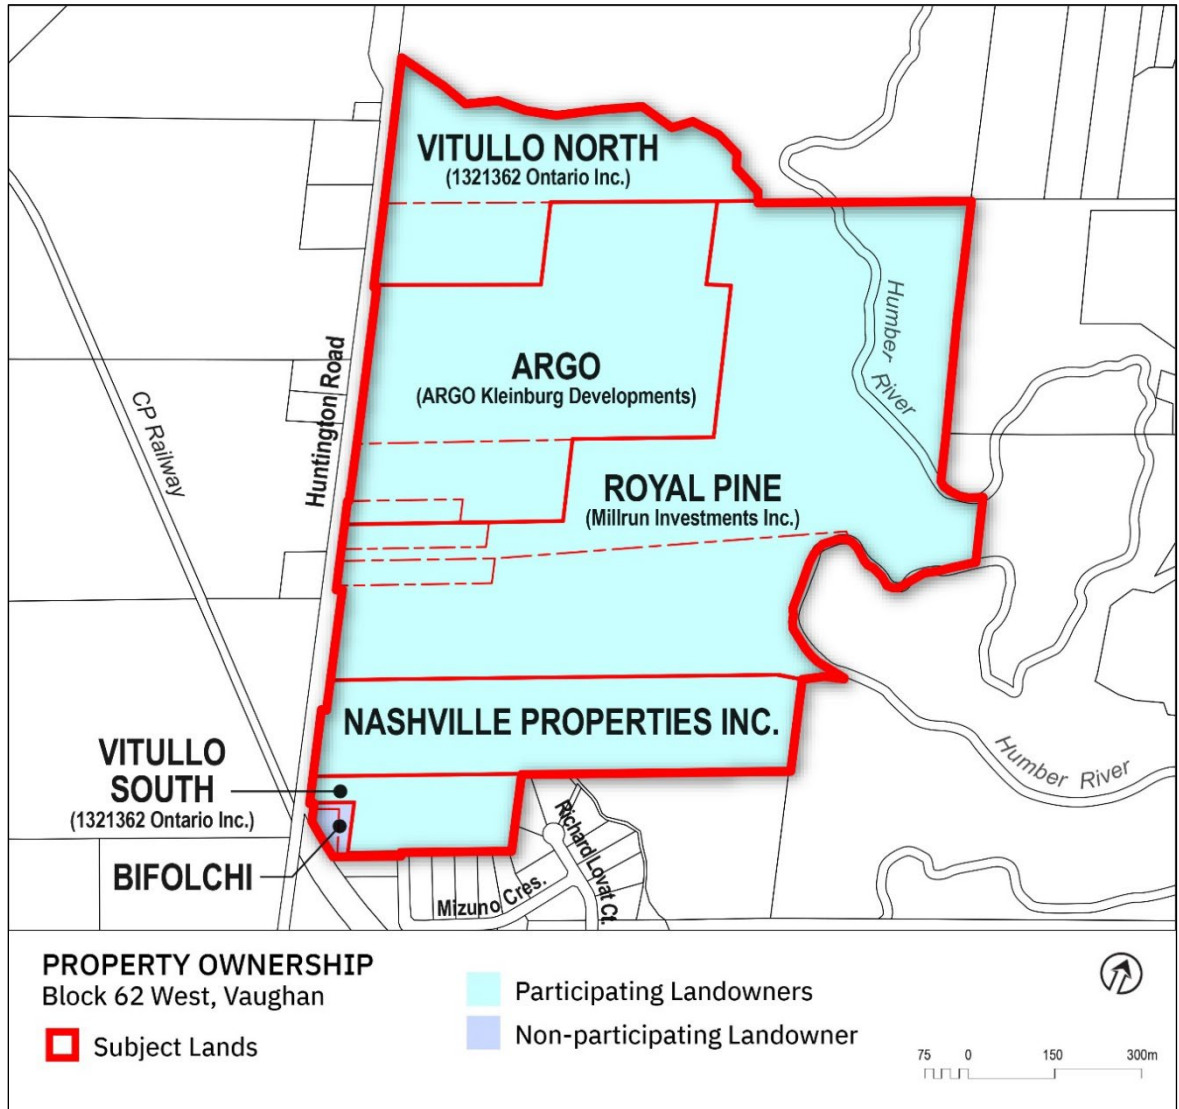 VITULLO NORTH
(1321362 Ontario Inc.)
Humber
River
Huntington Road
CP Railway
ARGO
(ARGO Kleinburg Developments)
ROYAL PINE
(Millrun Investments Inc.)
NASHVILLE PROPERTIES INC.
VITULLO
SOUTH
(1321362 Ontario Inc.)
BIFOLCHI
Humber River
Richard Lovat Ct.
Mizuno Cres.
PROPERTY OWNERSHIP
Block 62 West, Vaughan
Subject Lands
Participating Landowners
Non-participating Landowner
75 0 150 300m